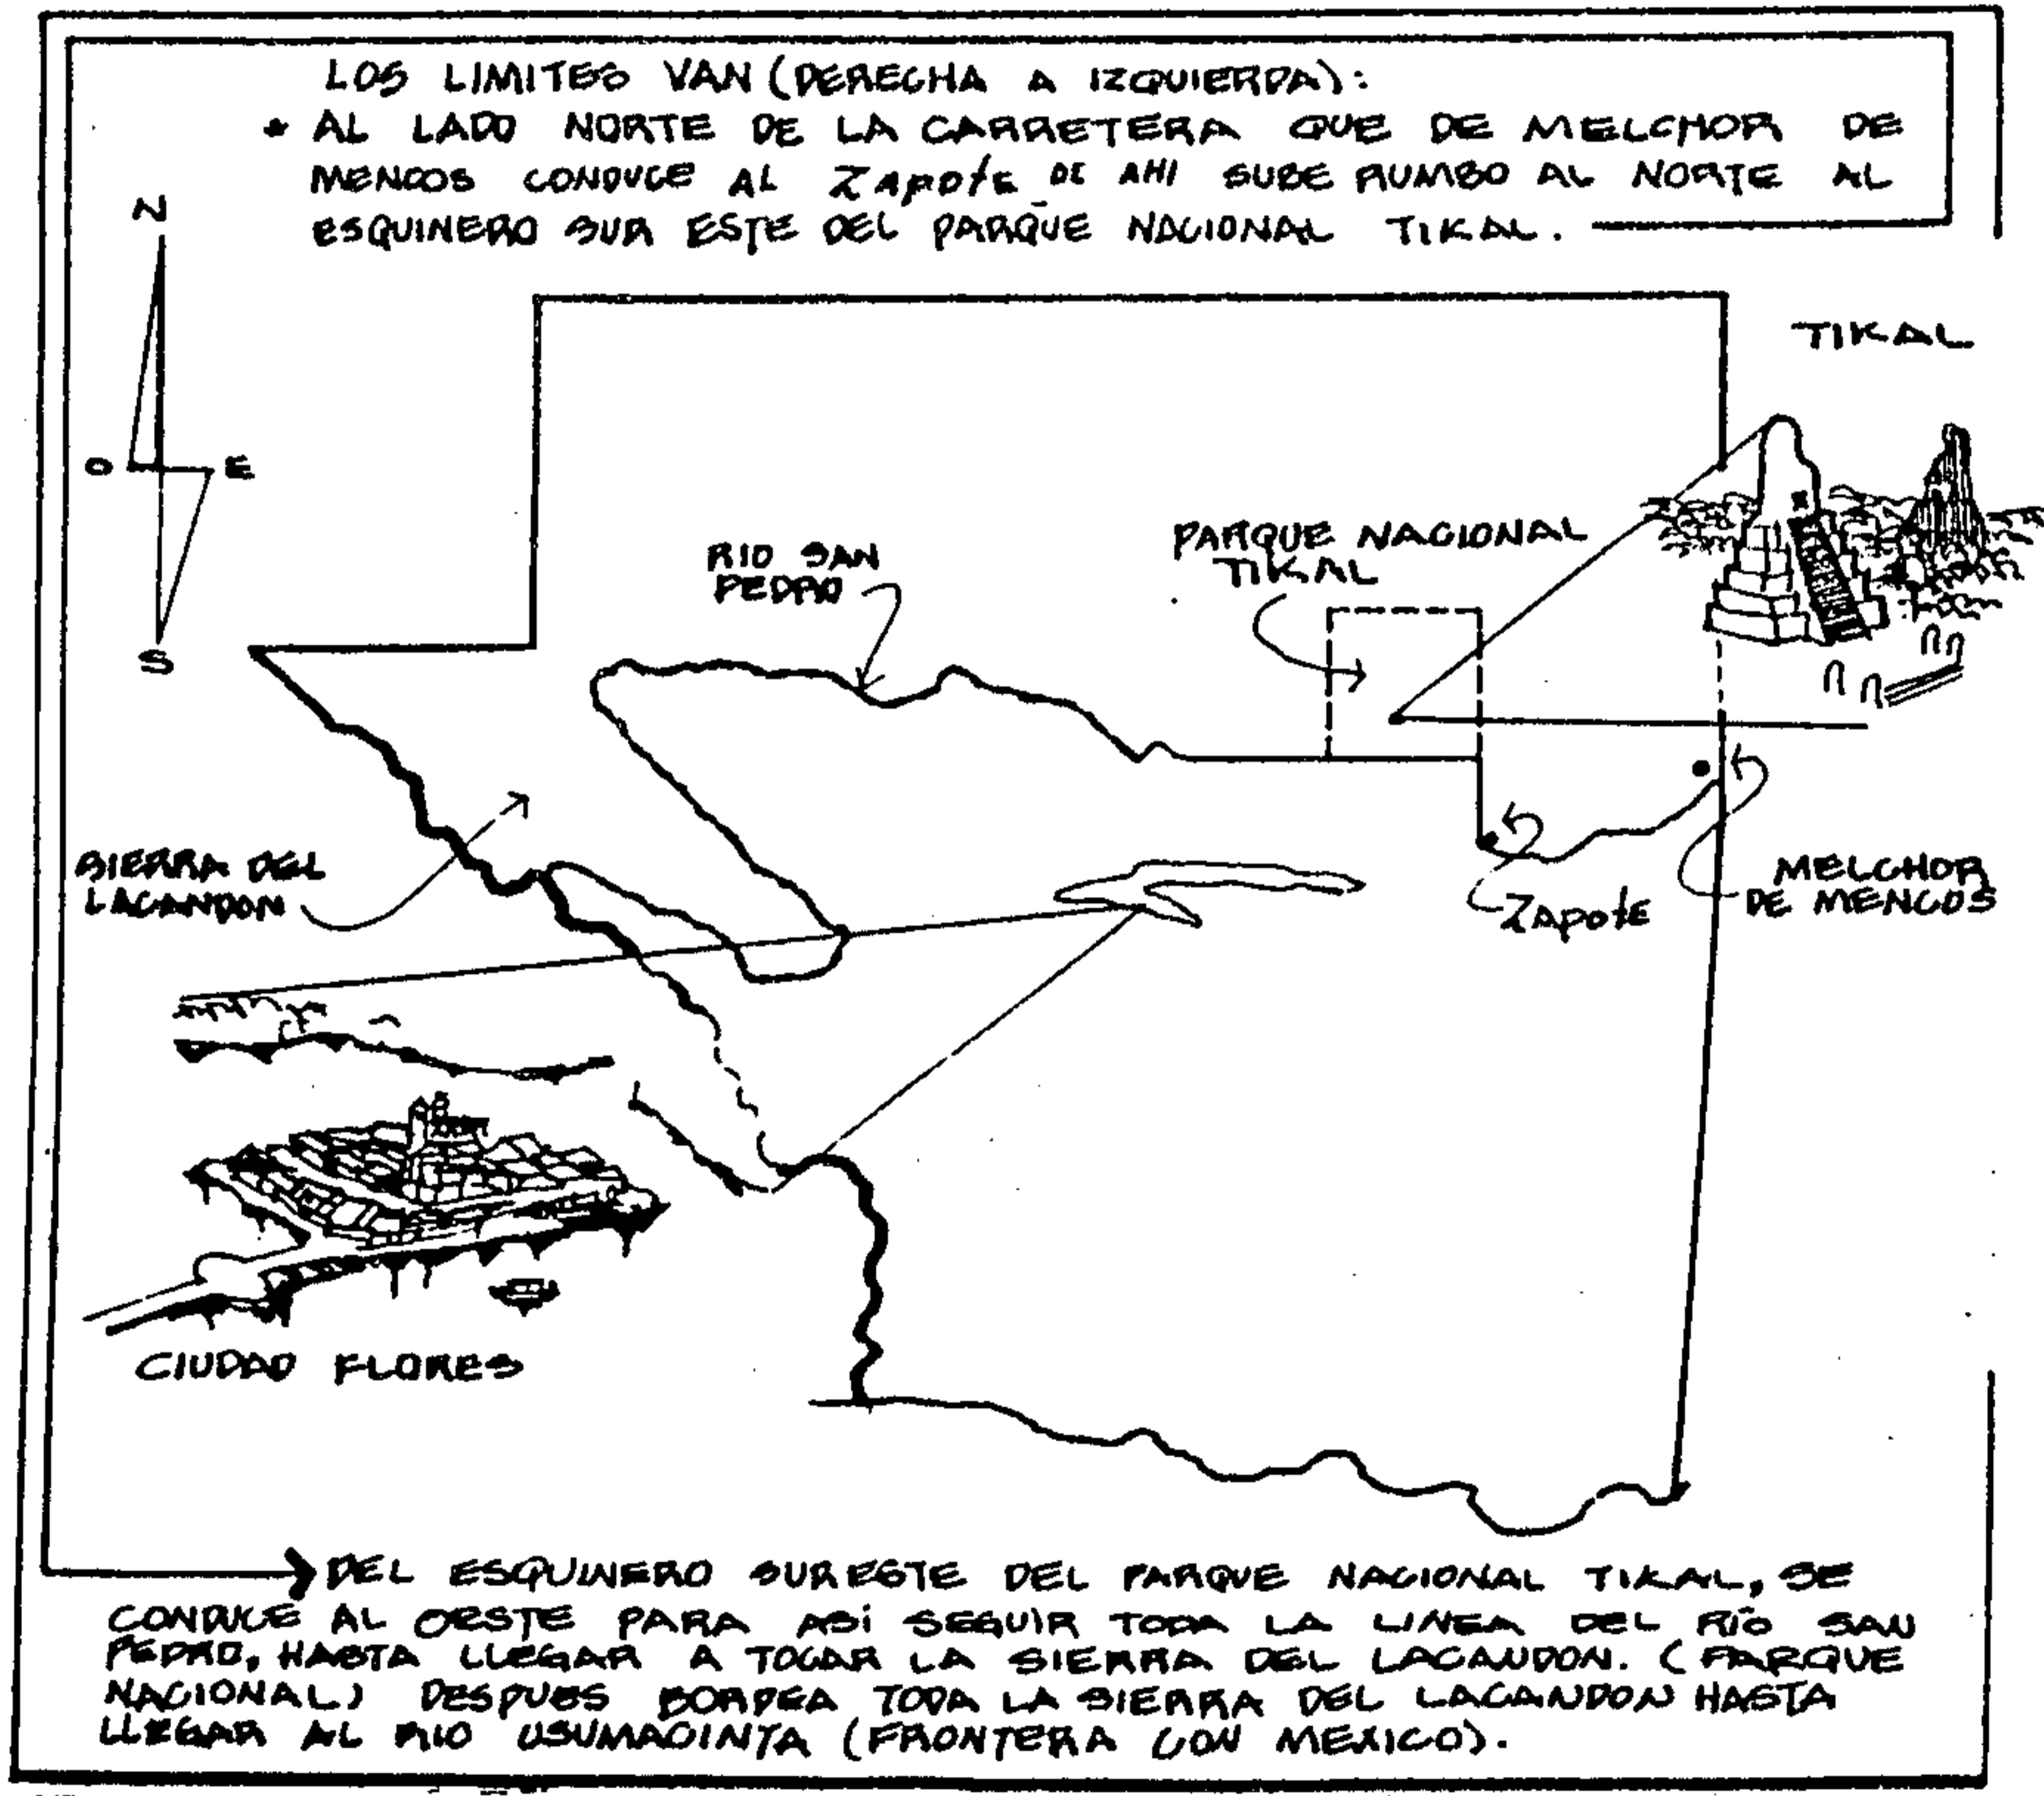 LOS LIMITES VAN (DERECHA A IZQUIERDA):
* AL LADO NORTE DE LA CARRETERA QUE DE MELCHOR DE
MENCOS CONDUCE AL Zapote DE AHI SUBE RUMBO AL NORTE AL
ESQUINERO SUR ESTE DEL PARQUE NACIONAL TIKAL.
N
TIKAL
O E
PARQUE NACIONAL
TIKAL
RIO SAN
PEDRO
S
SIERRA DEL
LACANDON
MELCHOR
DE MENCOS
Zapote
CIUDAD FLORES
DEL ESQUINERO SURESTE DEL PARQUE NACIONAL TIKAL, SE
CONDUCE AL OESTE PARA ASÍ SEGUIR TODA LA LINEA DEL RÍO SAN
PEDRO, HASTA LLEGAR A TOCAR LA SIERRA DEL LACANDON. (PARQUE
NACIONAL) DESPUES BORDEA TODA LA SIERRA DEL LACANDON HASTA
LLEGAR AL RIO USUMACINTA (FRONTERA CON MEXICO).